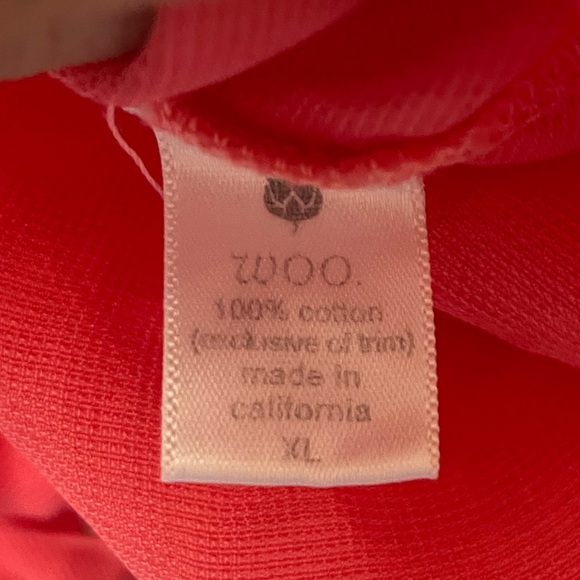 woo.
100% cotton
(exclusive of trim)
made in
california
XL